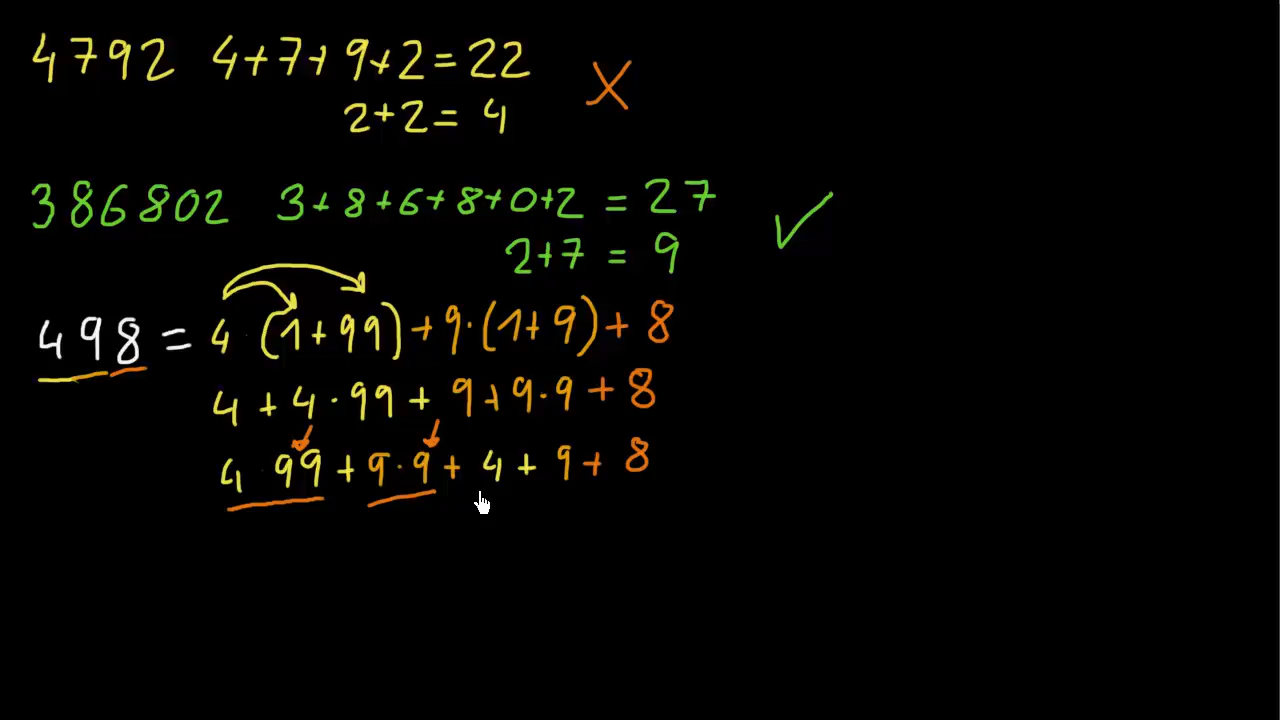 4792 4+7+9+2=22
2+2= 4
386802 3+8+6+8+0+2 = 27
2+7 = 9
498 = 4·(1+99)+9·(1+9)+8
4 + 4·99 + 9+9·9+8
4·99+9·9+4+9+8